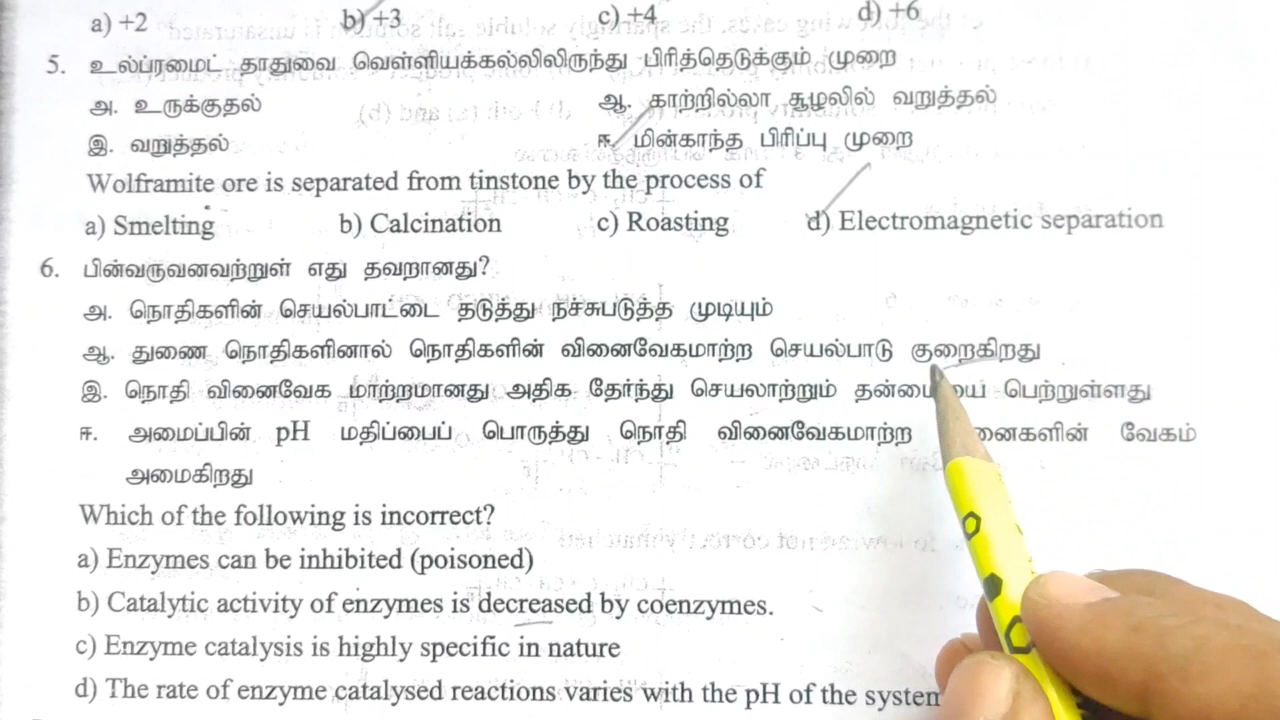 a) +2 b) +3 c) +4 d) +6
5. உல்ப்ரமைட் தாதுவை வெள்ளியக்கல்லிலிருந்து பிரித்தெடுக்கும் முறை
அ. உருக்குதல் ஆ. காற்றில்லா சூழலில் வறுத்தல்
இ. வறுத்தல் ஈ. மின்காந்த பிரிப்பு முறை
Wolframite ore is separated from tinstone by the process of
a) Smelting b) Calcination c) Roasting d) Electromagnetic separation
6. பின்வருவனவற்றுள் எது தவறானது?
அ. நொதிகளின் செயல்பாட்டை தடுத்து நச்சுபடுத்த முடியும்
ஆ. துணை நொதிகளினால் நொதிகளின் வினைவேகமாற்ற செயல்பாடு குறைகிறது
இ. நொதி வினைவேக மாற்றமானது அதிக தேர்ந்து செயலாற்றும் பெற்றுள்ளது
ஈ. அமைப்பின் pH மதிப்பைப் பொருத்து நொதி வினைவேகமாற்ற வேகம்
அமைகிறது
Which of the following is incorrect?
a) Enzymes can be inhibited (poisoned)
b) Catalytic activity of enzymes is decreased by coenzymes.
c) Enzyme catalysis is highly specific in nature
d) The rate of enzyme catalysed reactions varies with the pH of the system